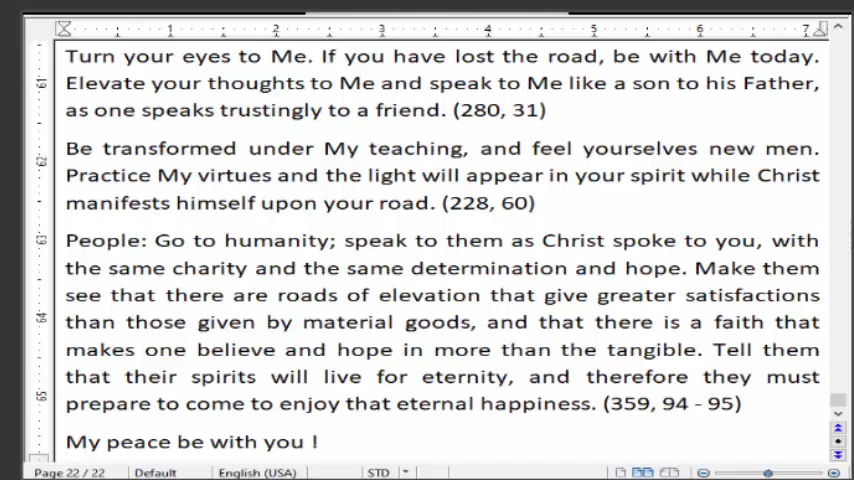 1 2 3 4 5 6 7
Turn your eyes to Me. If you have lost the road, be with Me today.
Elevate your thoughts to Me and speak to Me like a son to his Father,
as one speaks trustingly to a friend. (280, 31)
Be transformed under My teaching, and feel yourselves new men.
Practice My virtues and the light will appear in your spirit while Christ
manifests himself upon your road. (228, 60)
People: Go to humanity; speak to them as Christ spoke to you, with
the same charity and the same determination and hope. Make them
see that there are roads of elevation that give greater satisfactions
than those given by material goods, and that there is a faith that
makes one believe and hope in more than the tangible. Tell them
that their spirits will live for eternity, and therefore they must
prepare to come to enjoy that eternal happiness. (359, 94 - 95)
My peace be with you !
Page 22 / 22 Default English (USA) STD *